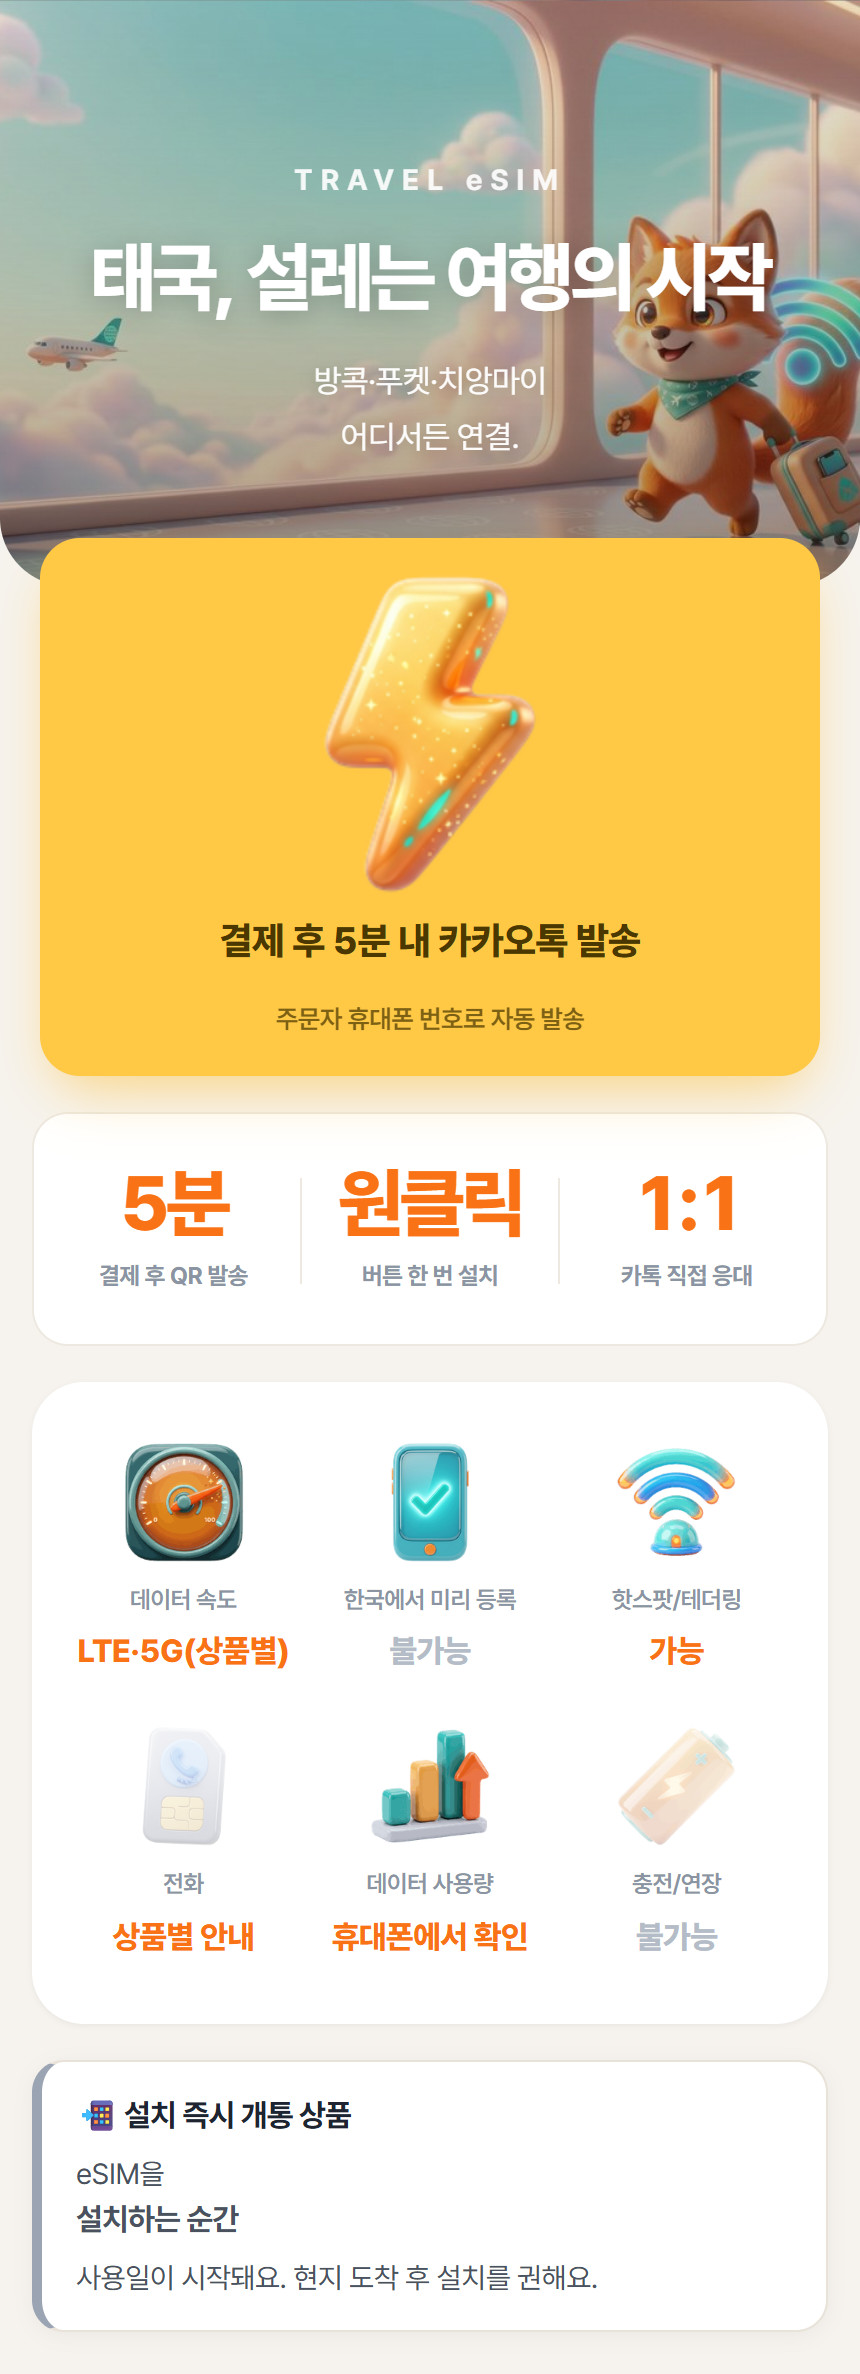 TRAVEL eSIM
태국, 설레는 여행의 시작
방콕·푸켓·치앙마이
어디서든 연결.
결제 후 5분 내 카카오톡 발송
주문자 휴대폰 번호로 자동 발송
5분
결제 후 QR 발송
원클릭
버튼 한 번 설치
1:1
카톡 직접 응대
데이터 속도
LTE·5G(상품별)
한국에서 미리 등록
불가능
핫스팟/테더링
가능
전화
상품별 안내
데이터 사용량
휴대폰에서 확인
충전/연장
불가능
설치 즉시 개통 상품
eSIM을
설치하는 순간
사용일이 시작돼요. 현지 도착 후 설치를 권해요.